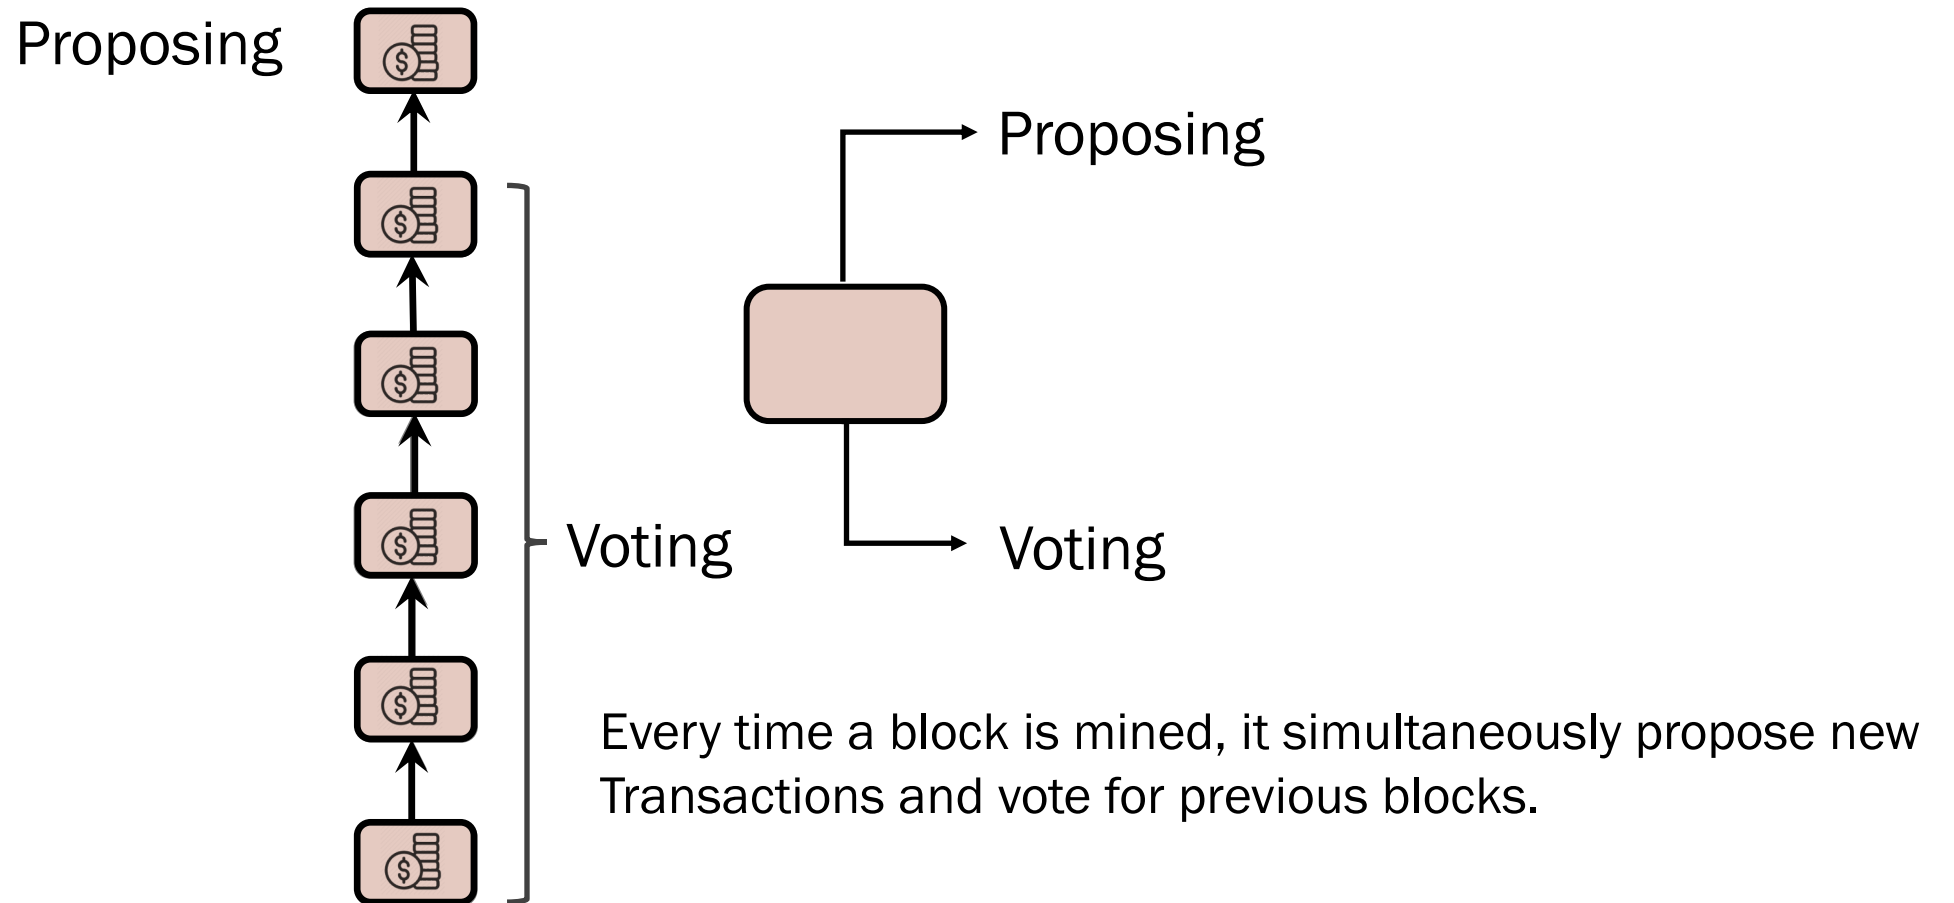 Proposing
Proposing
Voting
Voting
Every time a block is mined, it simultaneously propose new
Transactions and vote for previous blocks.
$
$
$
$
$
$